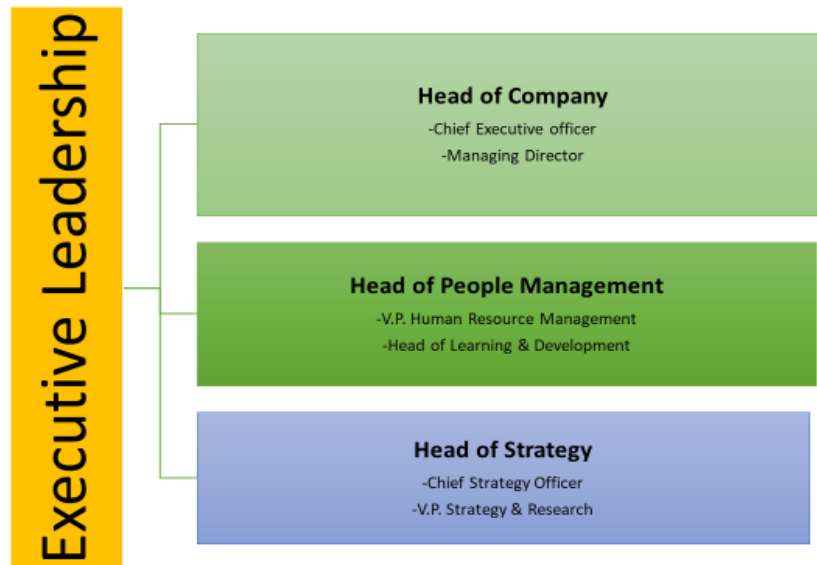 Executive Leadership
Head of Company
-Chief Executive officer
-Managing Director
Head of People Management
-V.P. Human Resource Management
-Head of Learning & Development
Head of Strategy
-Chief Strategy Officer
-V.P. Strategy & Research